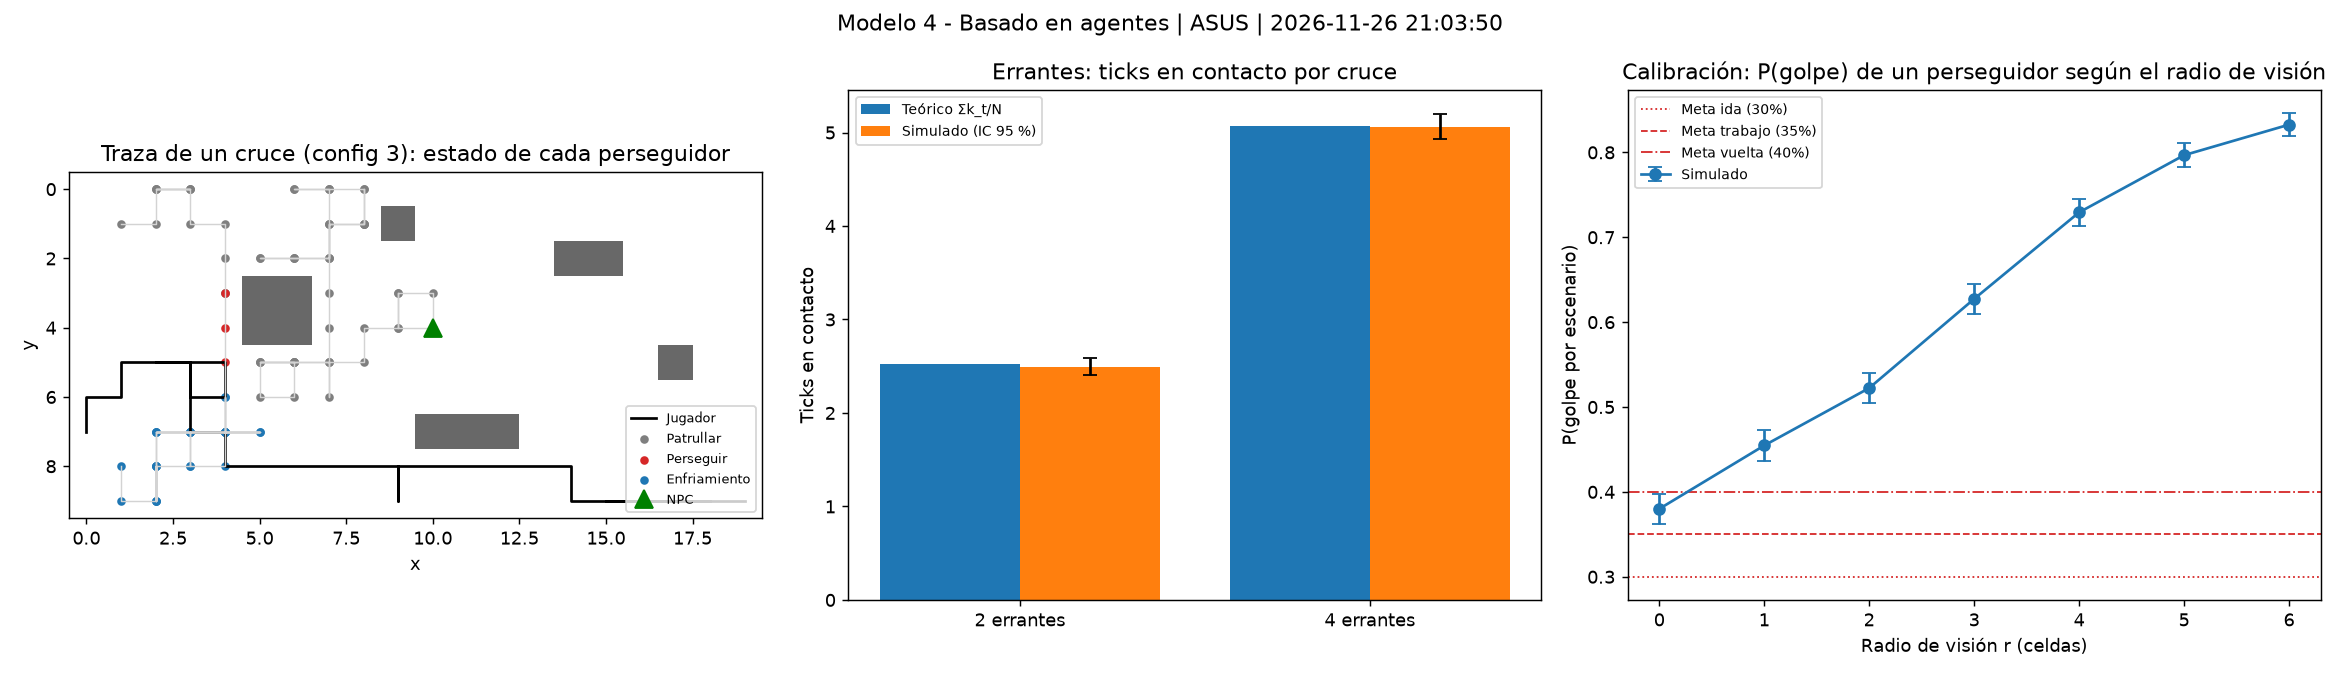 Modelo 4 - Basado en agentes | ASUS | 2026-11-26 21:03:50
Traza de un cruce (config 3): estado de cada perseguidor
0
2
4
6
8
y
0.0
2.5
5.0
7.5
10.0
12.5
15.0
17.5
x
Jugador
Patrullar
Perseguir
Enfriamiento
NPC
Errantes: ticks en contacto por cruce
Teórico Σk_t/N
Simulado (IC 95 %)
Ticks en contacto
5
4
3
2
1
0
2 errantes
4 errantes
Calibración: P(golpe) de un perseguidor según el radio de visión
Meta ida (30%)
Meta trabajo (35%)
Meta vuelta (40%)
Simulado
P(golpe por escenario)
0.8
0.7
0.6
0.5
0.4
0.3
0
1
2
3
4
5
6
Radio de visión r (celdas)